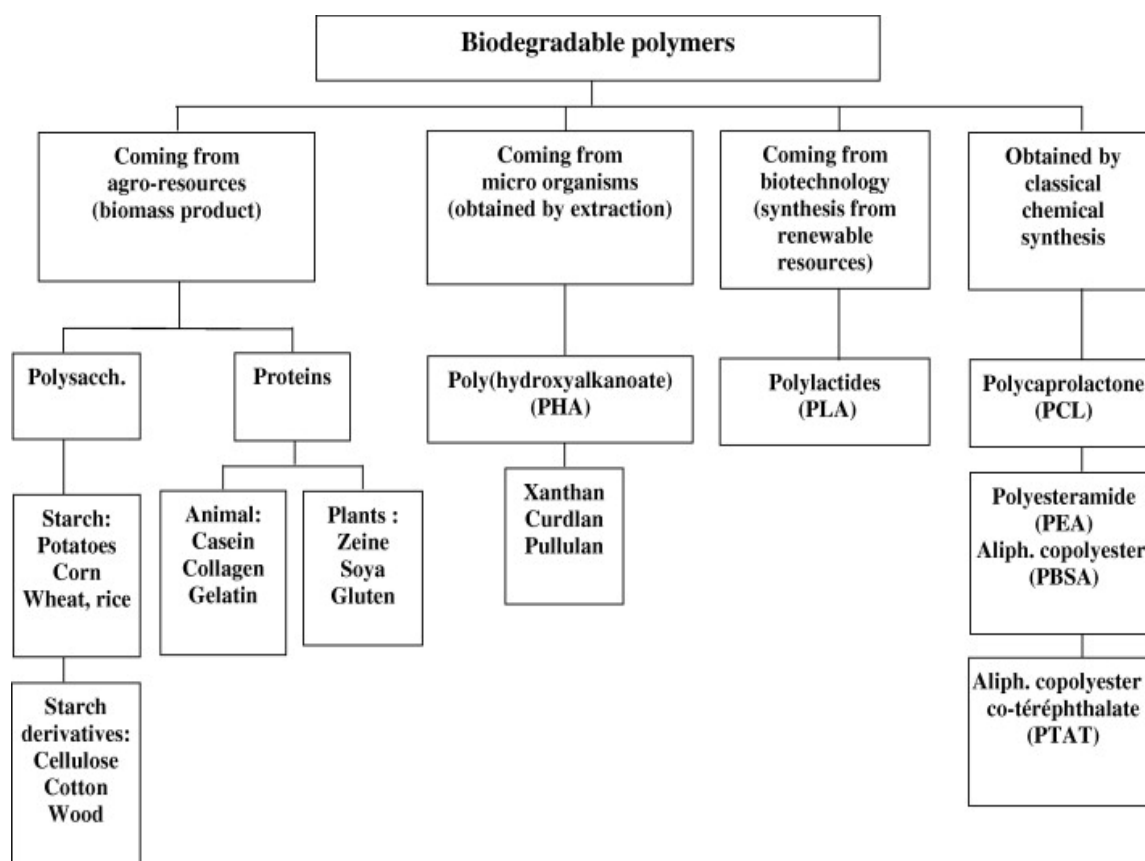 Biodegradable polymers
Coming from
agro-resources
(biomass product)
Coming from
micro organisms
(obtained by extraction)
Coming from
biotechnology
(synthesis from
renewable
resources)
Obtained by
classical
chemical
synthesis
Polysacch.
Proteins
Poly(hydroxyalkanoate)
(PHA)
Polylactides
(PLA)
Polycaprolactone
(PCL)
Starch:
Potatoes
Corn
Wheat, rice
Animal:
Casein
Collagen
Gelatin
Plants :
Zeine
Soya
Gluten
Xanthan
Curdlan
Pullulan
Polyesteramide
(PEA)
Aliph. copolyester
(PBSA)
Starch
derivatives:
Cellulose
Cotton
Wood
Aliph. copolyester
co-téréphthalate
(PTAT)